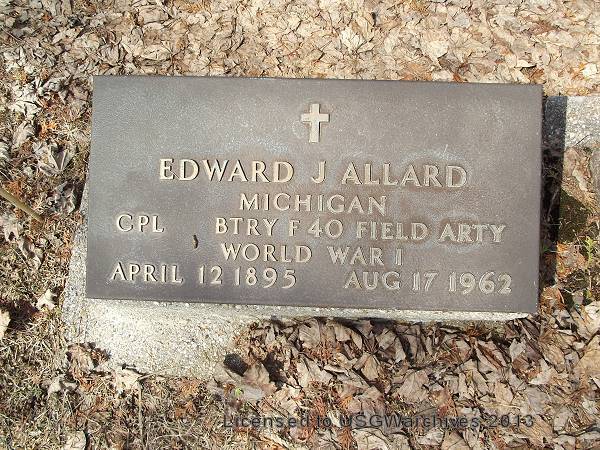 EDWARD J ALLARD
MICHIGAN
CPL BTRY F 40 FIELD ARTY
WORLD WAR I
APRIL 12 1895 AUG 17 1962
Licensed to USGWarchives 2013